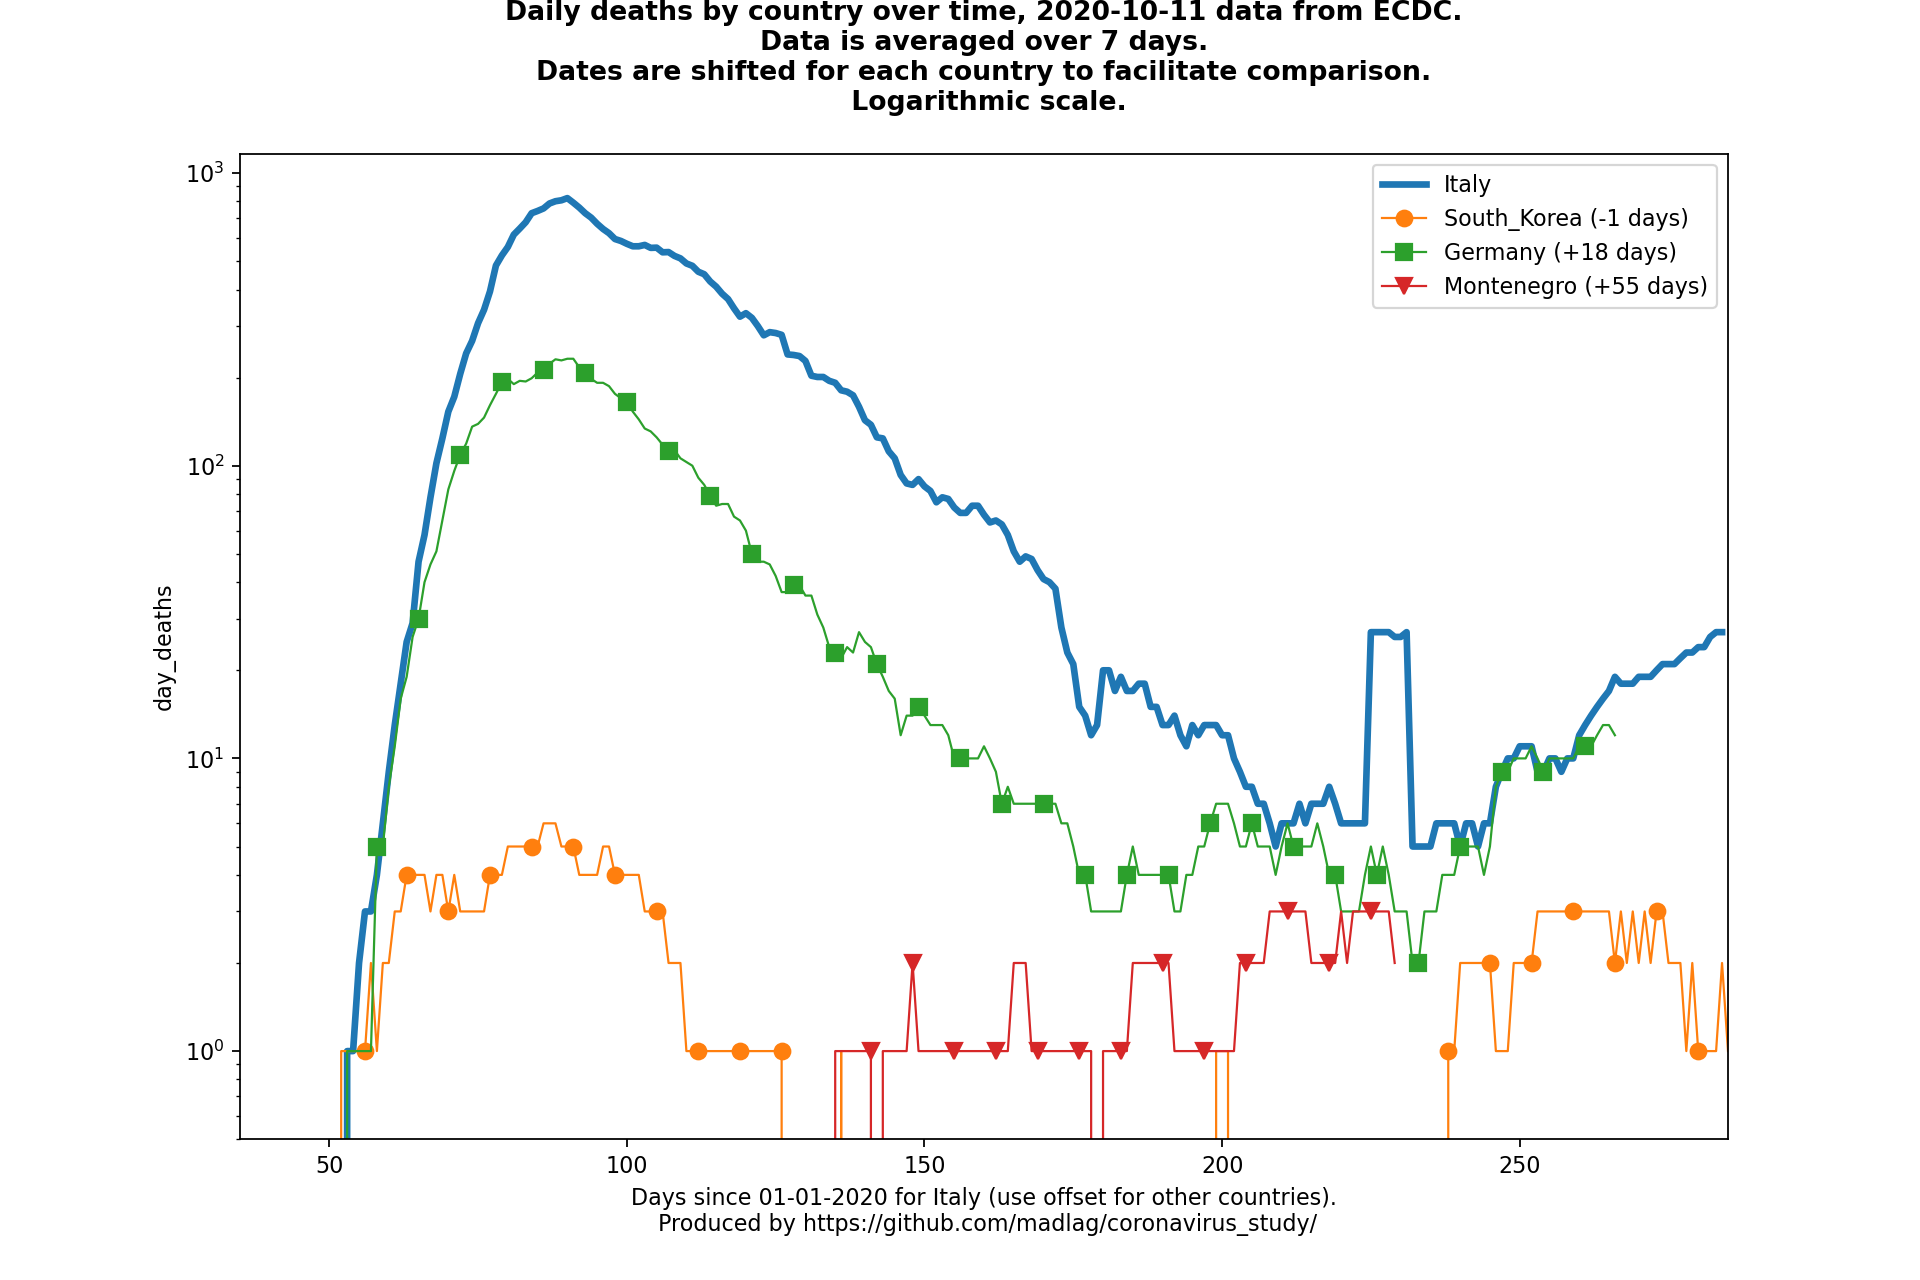 Daily deaths by country over time, 2020-10-11 data from ECDC.
Data is averaged over 7 days.
Dates are shifted for each country to facilitate comparison.
Logarithmic scale.
10³
10²
10¹
10⁰
day_deaths
Italy
South_Korea (-1 days)
Germany (+18 days)
Montenegro (+55 days)
50 100 150 200 250
Days since 01-01-2020 for Italy (use offset for other countries).
Produced by https://github.com/madlag/coronavirus_study/